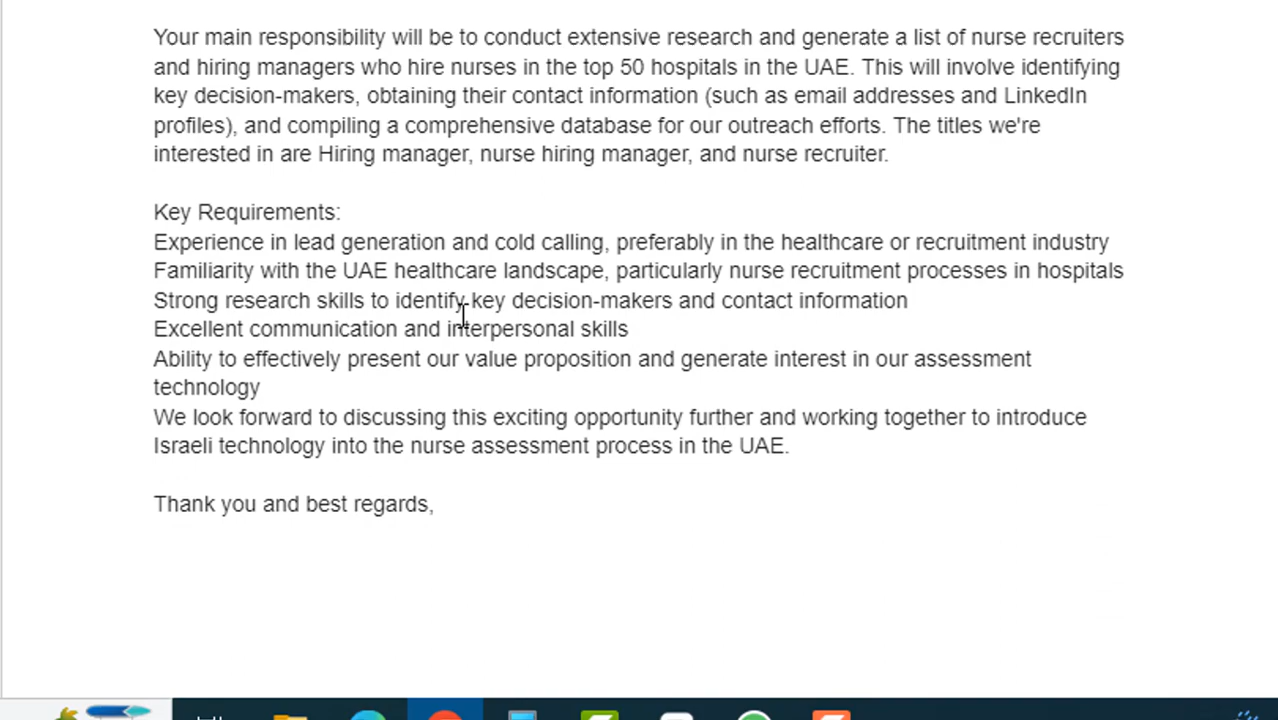 Your main responsibility will be to conduct extensive research and generate a list of nurse recruiters
and hiring managers who hire nurses in the top 50 hospitals in the UAE. This will involve identifying
key decision-makers, obtaining their contact information (such as email addresses and LinkedIn
profiles), and compiling a comprehensive database for our outreach efforts. The titles we're
interested in are Hiring manager, nurse hiring manager, and nurse recruiter.
Key Requirements:
Experience in lead generation and cold calling, preferably in the healthcare or recruitment industry
Familiarity with the UAE healthcare landscape, particularly nurse recruitment processes in hospitals
Strong research skills to identify key decision-makers and contact information
Excellent communication and interpersonal skills
Ability to effectively present our value proposition and generate interest in our assessment
technology
We look forward to discussing this exciting opportunity further and working together to introduce
Israeli technology into the nurse assessment process in the UAE.
Thank you and best regards,